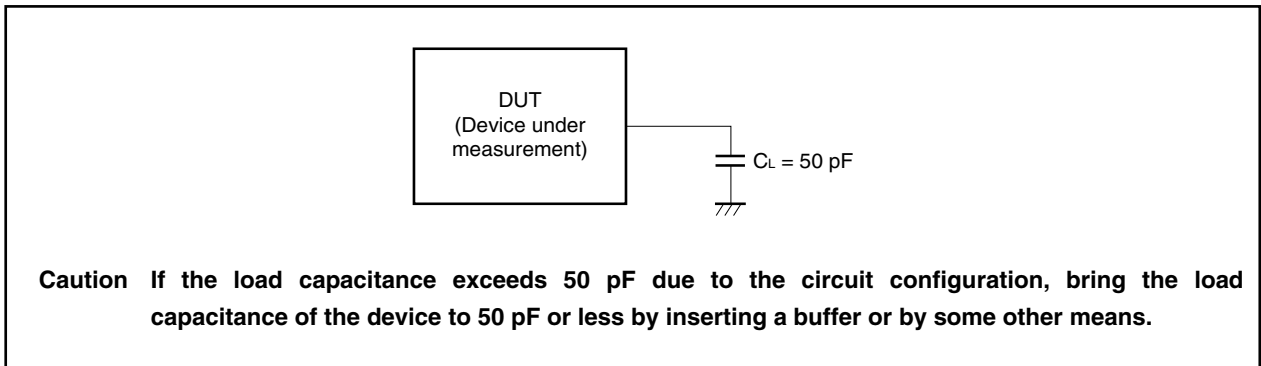 DUT
(Device under
measurement)
CL = 50 pF
Caution If the load capacitance exceeds 50 pF due to the circuit configuration, bring the load
capacitance of the device to 50 pF or less by inserting a buffer or by some other means.